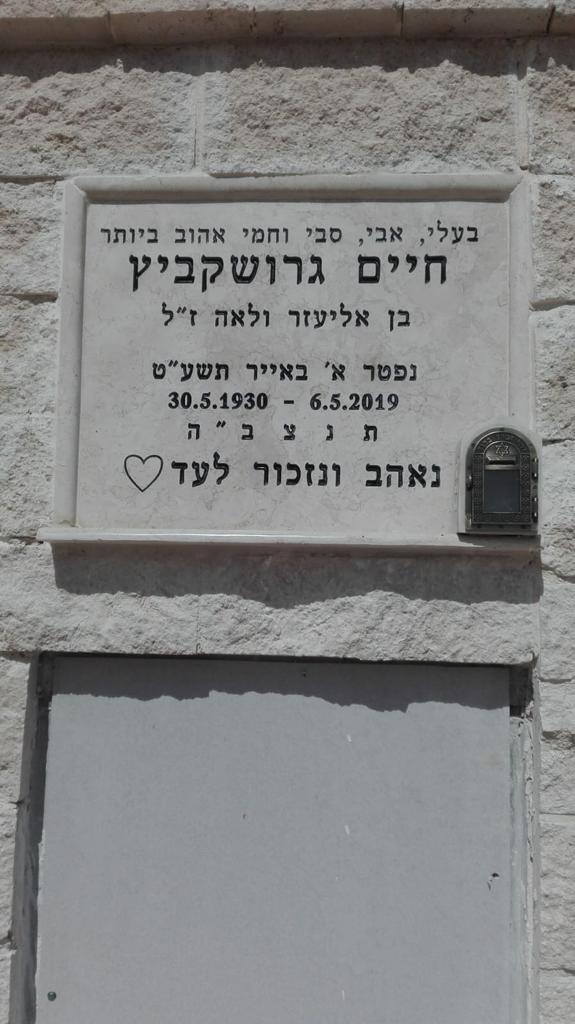 בעלי, אבי, סבי וחמי אהוב ביותר
חיים גרושקביץ
בן אליעזר ולאה ז״ל
נפטר א׳ באייר תשע״ט
30.5.1930 - 6.5.2019
ת נ צ ב ״ ה
נאהב ונזכור לעד ♡